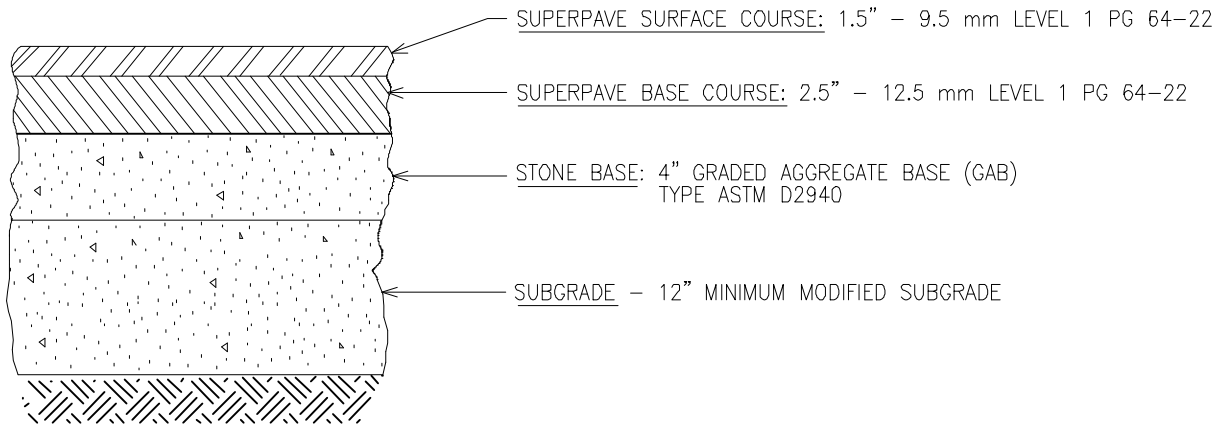 SUPERPAVE SURFACE COURSE: 1.5” – 9.5 mm LEVEL 1 PG 64–22
SUPERPAVE BASE COURSE: 2.5” – 12.5 mm LEVEL 1 PG 64–22
STONE BASE: 4” GRADED AGGREGATE BASE (GAB)
TYPE ASTM D2940
SUBGRADE – 12” MINIMUM MODIFIED SUBGRADE